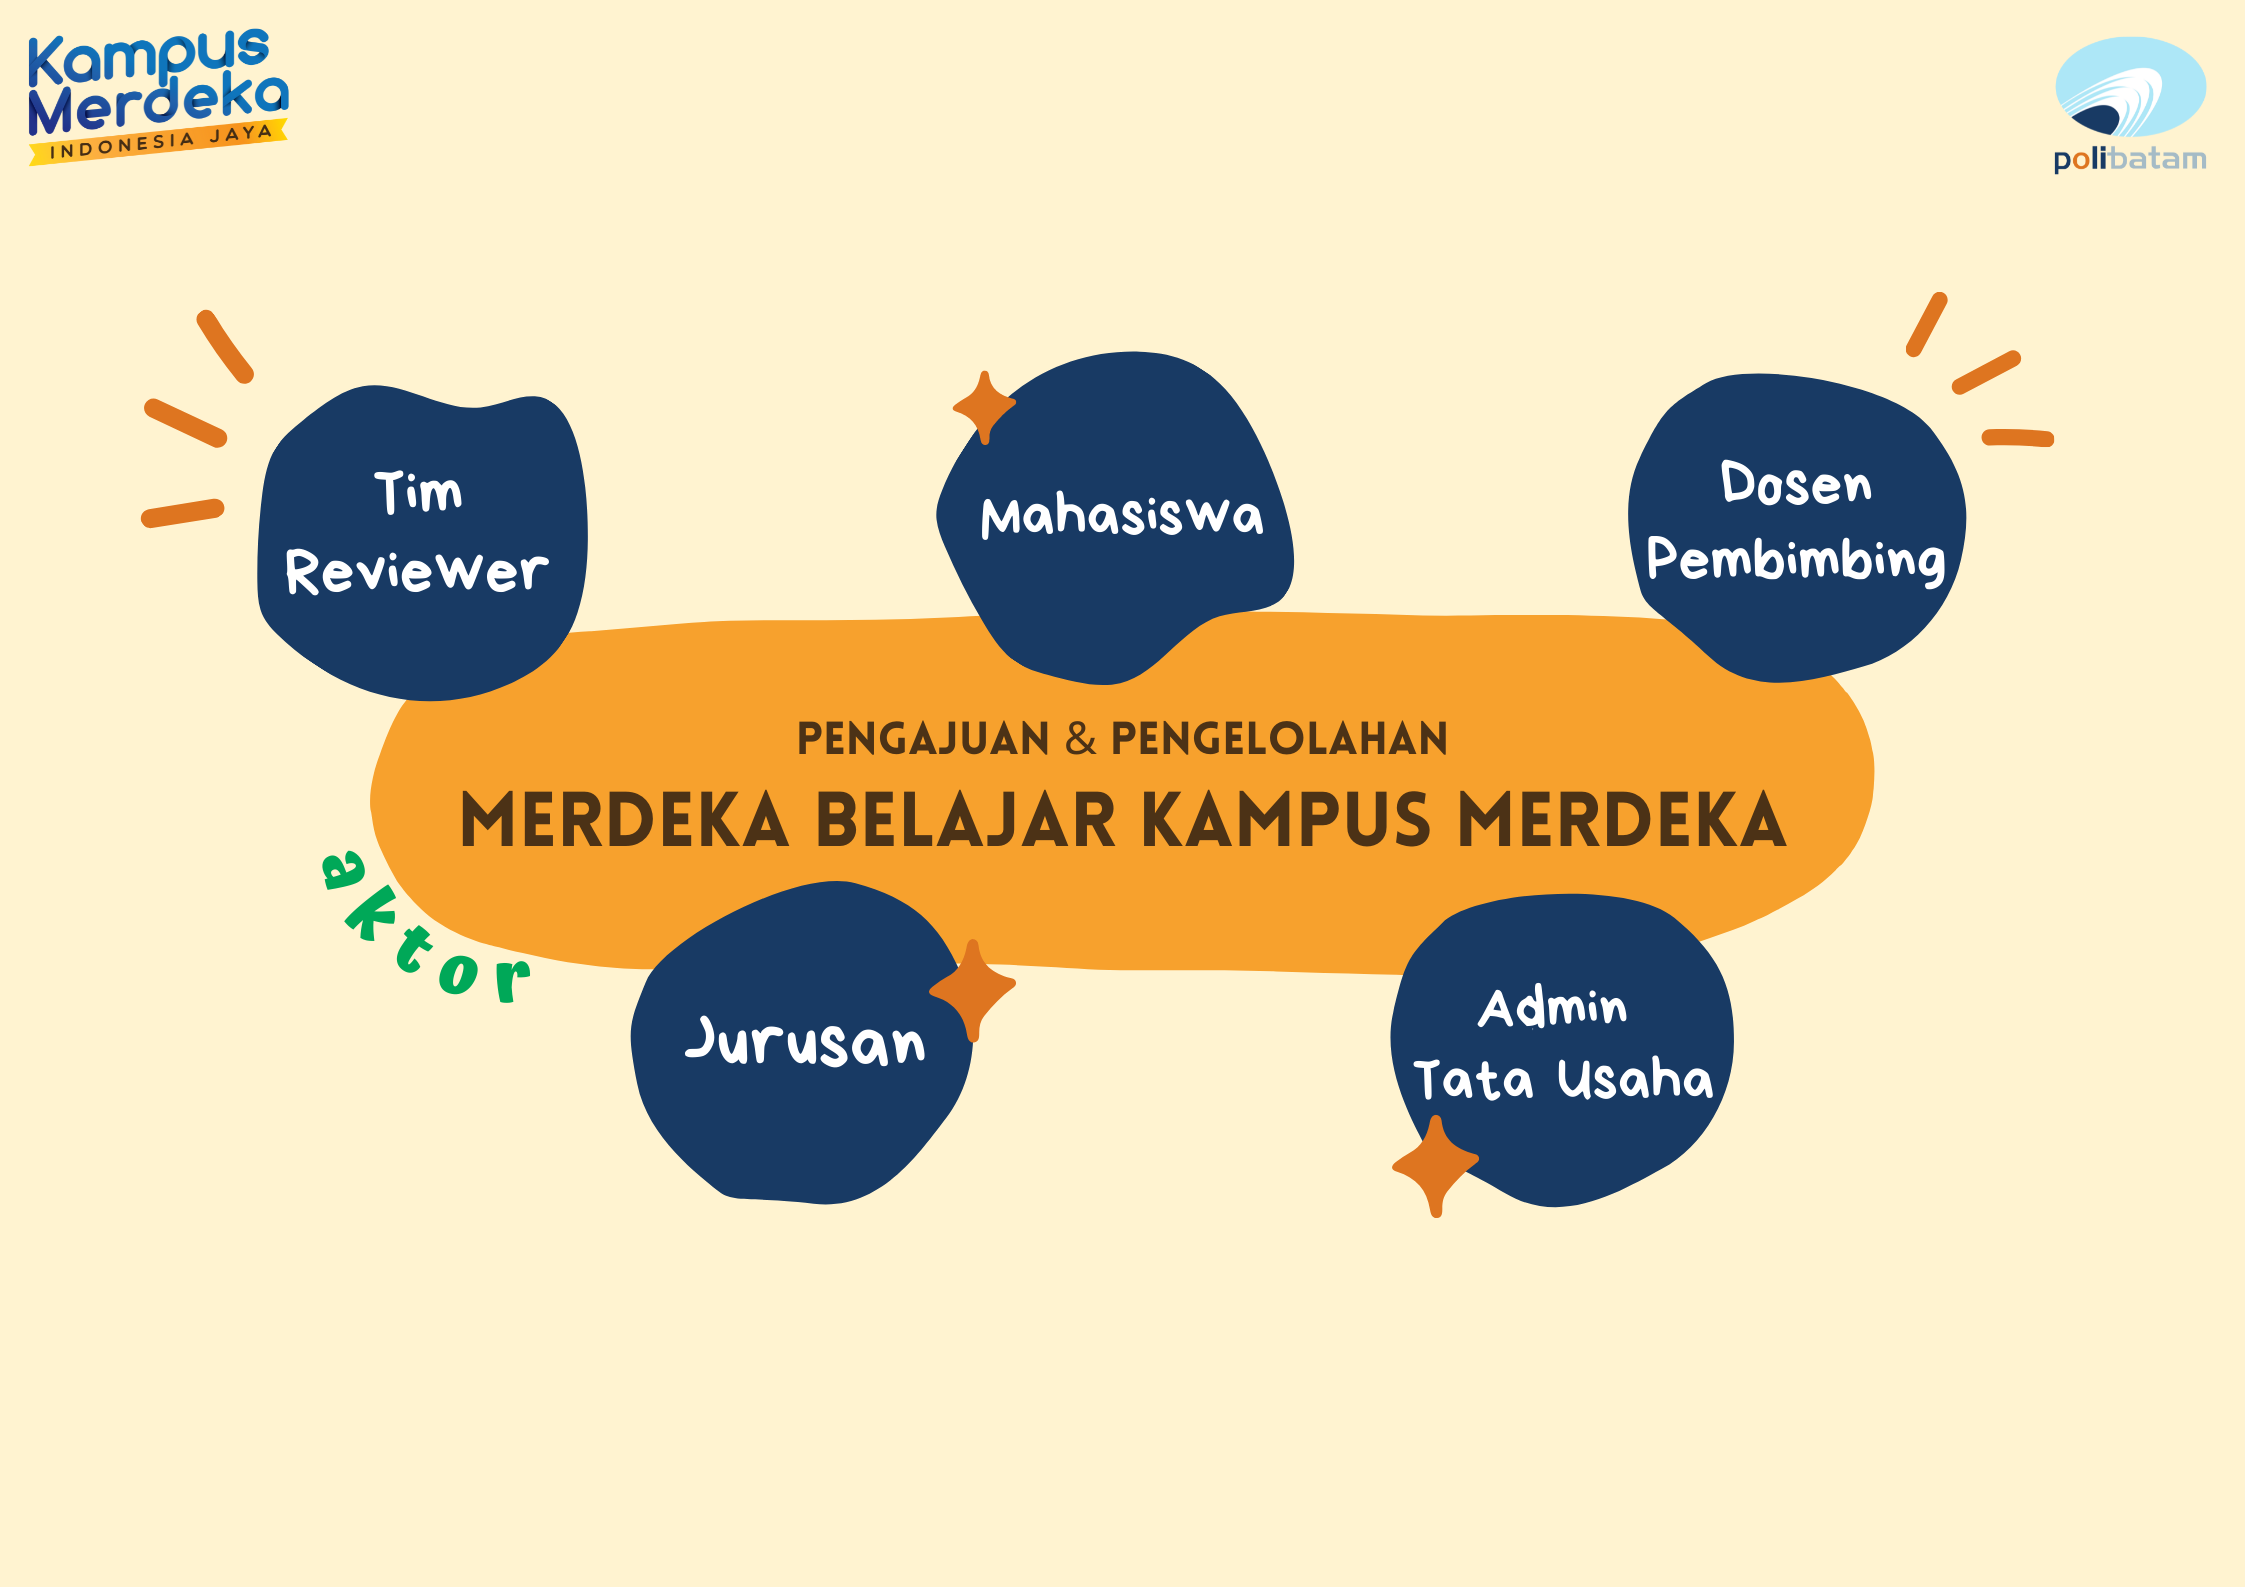 Kampus
Merdeka
INDONESIA JAYA
polibatam
Tim
Reviewer
Mahasiswa
Dosen
Pembimbing
PENGAJUAN & PENGELOLAHAN
MERDEKA BELAJAR KAMPUS MERDEKA
aktor
Jurusan
Admin
Tata Usaha